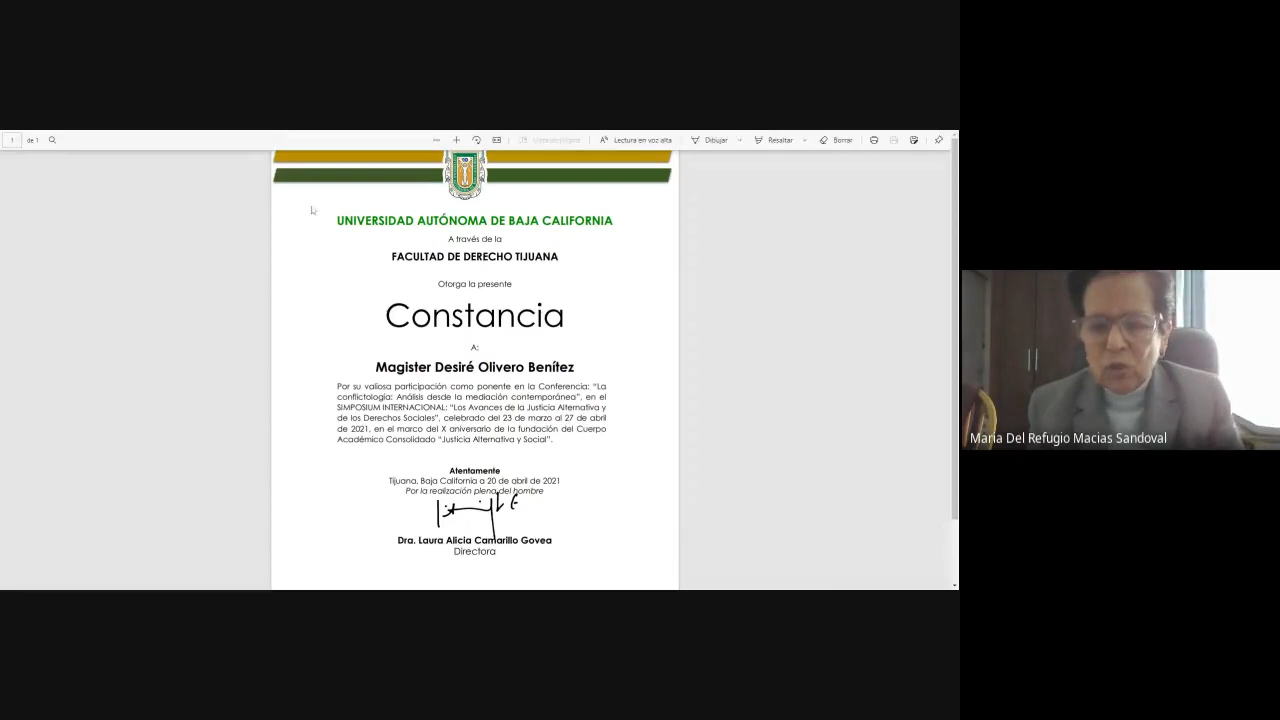 1 de 1
Lectura en voz alta
Dibujar
Resaltar
Borrar
UNIVERSIDAD AUTÓNOMA DE BAJA CALIFORNIA
A través de la
FACULTAD DE DERECHO TIJUANA
Otorga la presente
Constancia
A:
Magister Desiré Olivero Benítez
Por su valiosa participación como ponente en la Conferencia: “La
conflictología: Análisis desde la mediación contemporánea”, en el
SIMPOSIUM INTERNACIONAL: “Los Avances de la Justicia Alternativa y
de los Derechos Sociales”, celebrado del 23 de marzo al 27 de abril
de 2021, en el marco del X aniversario de la fundación del Cuerpo
Académico Consolidado “Justicia Alternativa y Social”.
Atentamente
Tijuana, Baja California a 20 de abril de 2021
Por la realización plena del hombre
Dra. Laura Alicia Camarillo Govea
Directora
Maria Del Refugio Macias Sandoval